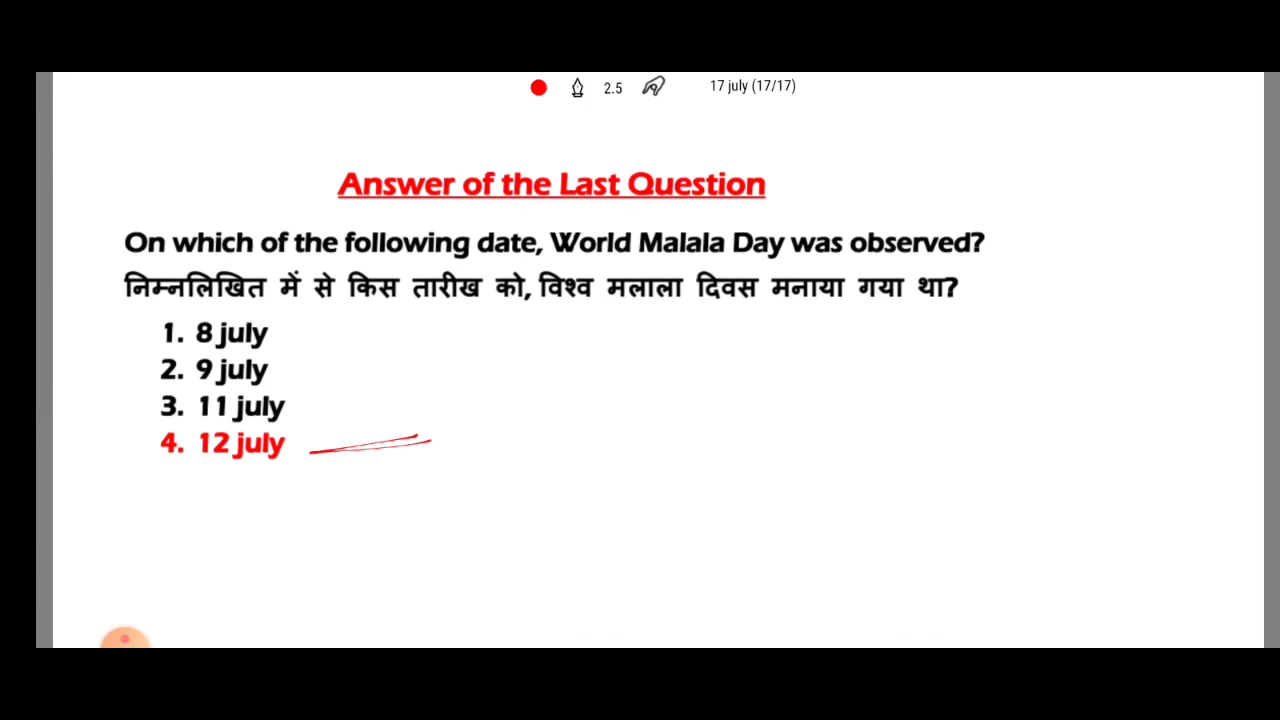 2.5 17 july (17/17)
Answer of the Last Question
On which of the following date, World Malala Day was observed?
निम्नलिखित में से किस तारीख को, विश्व मलाला दिवस मनाया गया था?
1. 8 july
2. 9 july
3. 11 july
4. 12 july